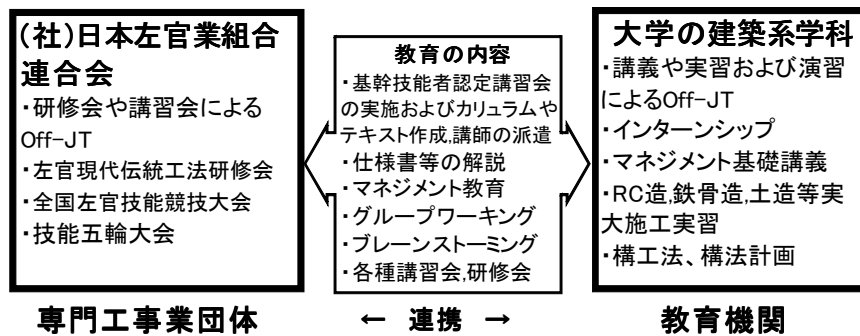 (社)日本左官業組合
連合会
・研修会や講習会による
Off-JT
・左官現代伝統工法研修会
・全国左官技能競技大会
・技能五輪大会
教育の内容
・基幹技能者認定講習会
の実施およびカリュラムや
テキスト作成,講師の派遣
・仕様書等の解説
・マネジメント教育
・グループワーキング
・ブレーンストーミング
・各種講習会,研修会
大学の建築系学科
・講義や実習および演習
によるOff-JT
・インターンシップ
・マネジメント基礎講義
・RC造,鉄骨造,土造等実
大施工実習
・構工法、構法計画
専門工事業団体
← 連携 →
教育機関